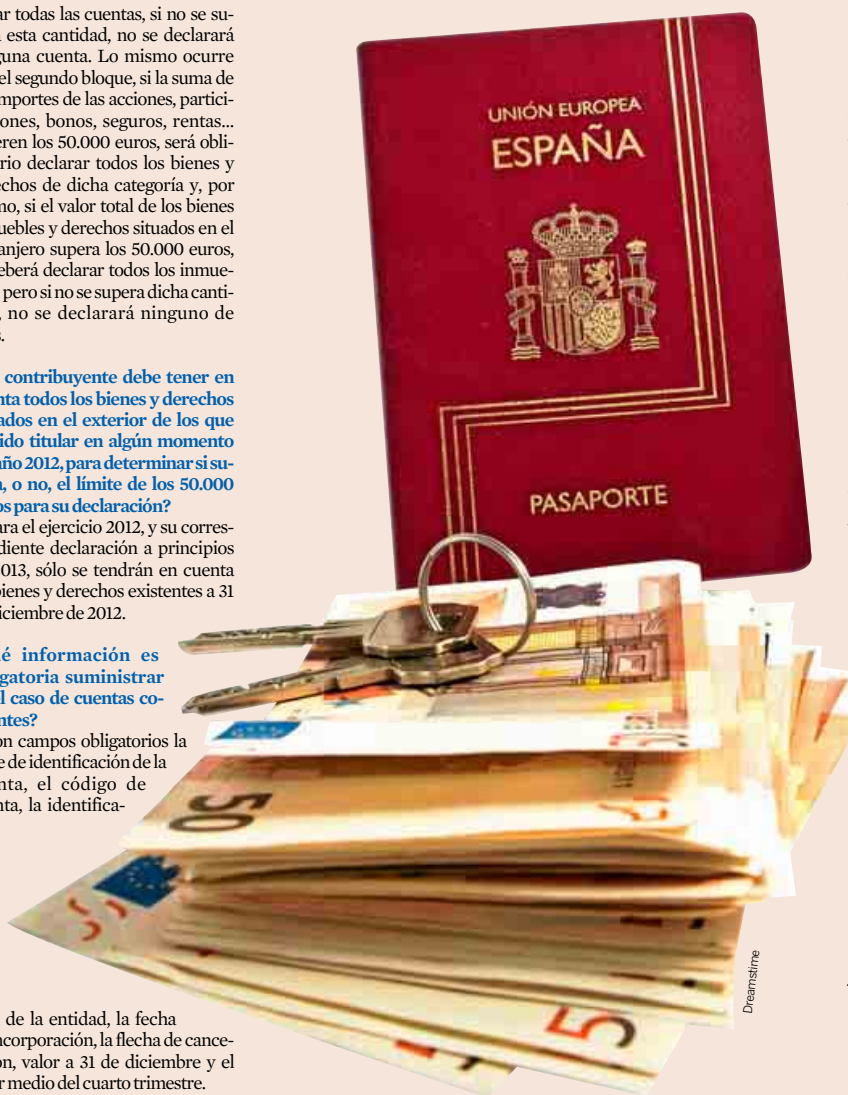 ar todas las cuentas, si no se su-
esta cantidad, no se declarará
guna cuenta. Lo mismo ocurre
el segundo bloque, si la suma de
mportes de las acciones, partici-
ones, bonos, seguros, rentas...
eren los 50.000 euros, será obli-
rio declarar todos los bienes y
echos de dicha categoría y, por
mo, si el valor total de los bienes
uebles y derechos situados en el
anjero supera los 50.000 euros,
eberá declarar todos los inmue-
pero si no se supera dicha canti-
, no se declarará ninguno de
s.
contribuyente debe tener en
nta todos los bienes y derechos
ados en el exterior de los que
ido titular en algún momento
año 2012, para determinar si su-
a, o no, el límite de los 50.000
os para su declaración?
ara el ejercicio 2012, y su corres-
diente declaración a principios
013, sólo se tendrán en cuenta
bienes y derechos existentes a 31
iciembre de 2012.
é información es
gatoria suministrar
l caso de cuentas co-
ntes?
on campos obligatorios la
e de identificación de la
nta, el código de
nta, la identifica-
de la entidad, la fecha
ncorporación, la flecha de cance-
on, valor a 31 de diciembre y el
r medio del cuarto trimestre.
UNIÓN EUROPEA
ESPAÑA
PASAPORTE
50
5
Dreamstime